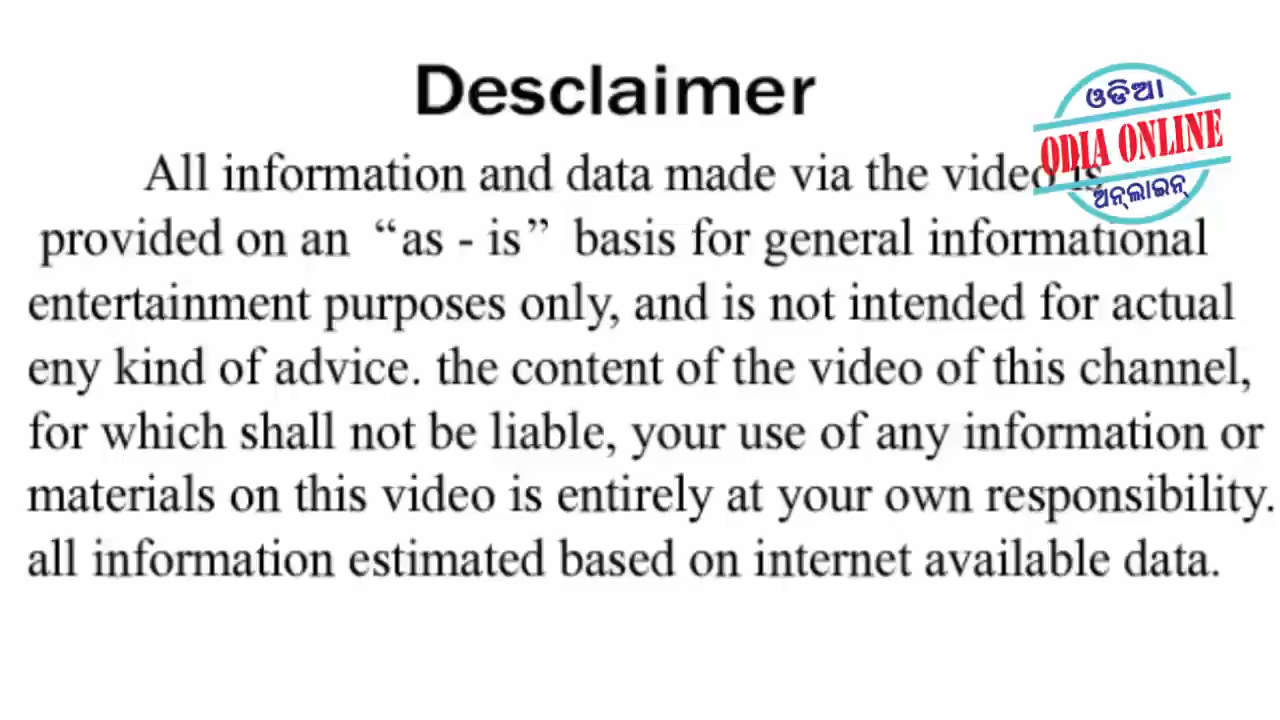 Desclaimer
ଓଡିଆ
ODIA ONLINE
ଅନ୍‌ଲାଇନ୍
All information and data made via the video is
provided on an “as - is” basis for general informational
entertainment purposes only, and is not intended for actual
eny kind of advice. the content of the video of this channel,
for which shall not be liable, your use of any information or
materials on this video is entirely at your own responsibility.
all information estimated based on internet available data.